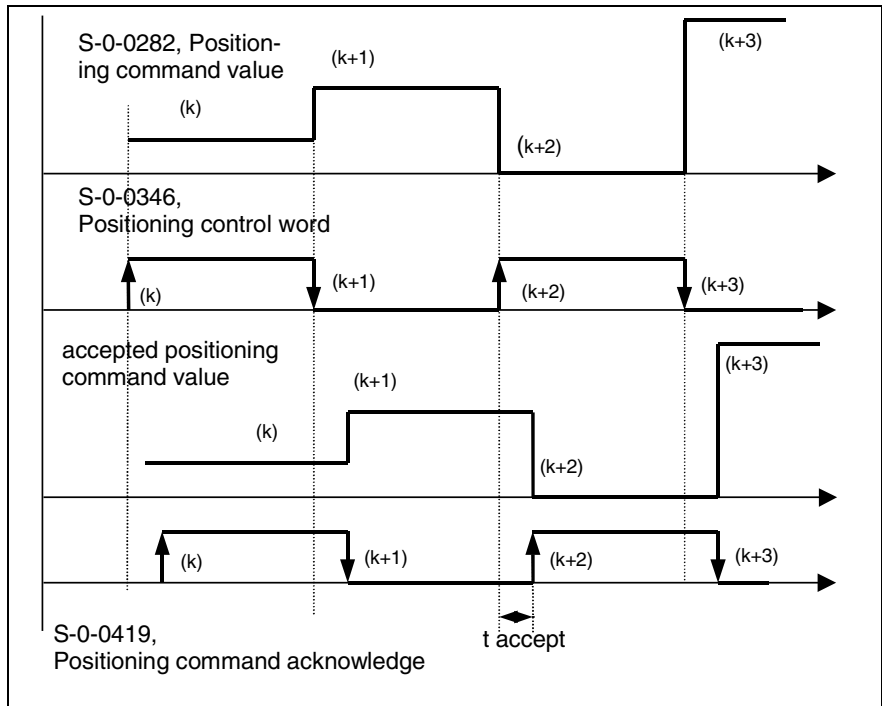 S-0-0282, Position-
ing command value
(k)
(k+1)
(k+2)
(k+3)
S-0-0346,
Positioning control word
(k)
(k+1)
(k+2)
(k+3)
accepted positioning
command value
(k)
(k+1)
(k+2)
(k+3)
(k)
(k+1)
(k+2)
(k+3)
t accept
S-0-0419,
Positioning command acknowledge